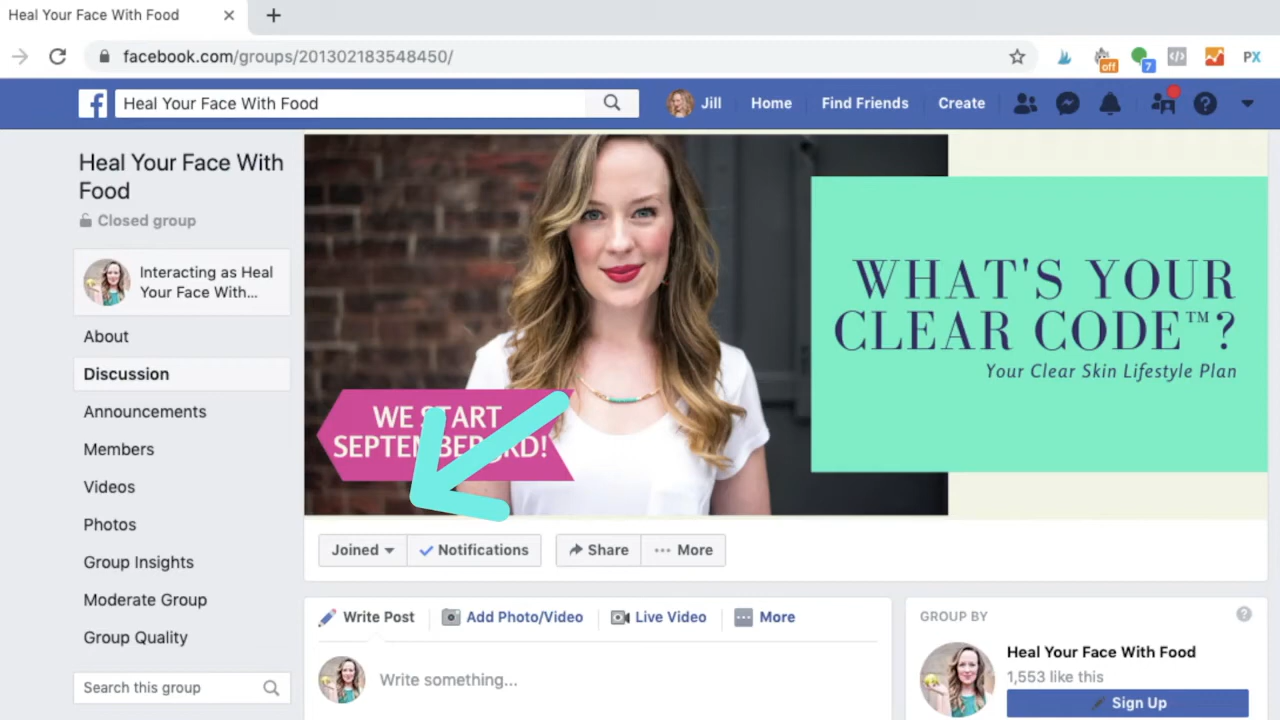 Heal Your Face With Food
facebook.com/groups/201302183548450/
off
7
PX
Heal Your Face With Food
Jill
Home
Find Friends
Create
Heal Your Face With
Food
Closed group
Interacting as Heal
Your Face With...
About
Discussion
Announcements
Members
Videos
Photos
Group Insights
Moderate Group
Group Quality
Search this group
WE START
WHAT'S YOUR
CLEAR CODE™?
Your Clear Skin Lifestyle Plan
Joined
Notifications
Share
More
Write Post
Add Photo/Video
Live Video
More
Write something...
GROUP BY
Heal Your Face With Food
1,553 like this
Sign Up